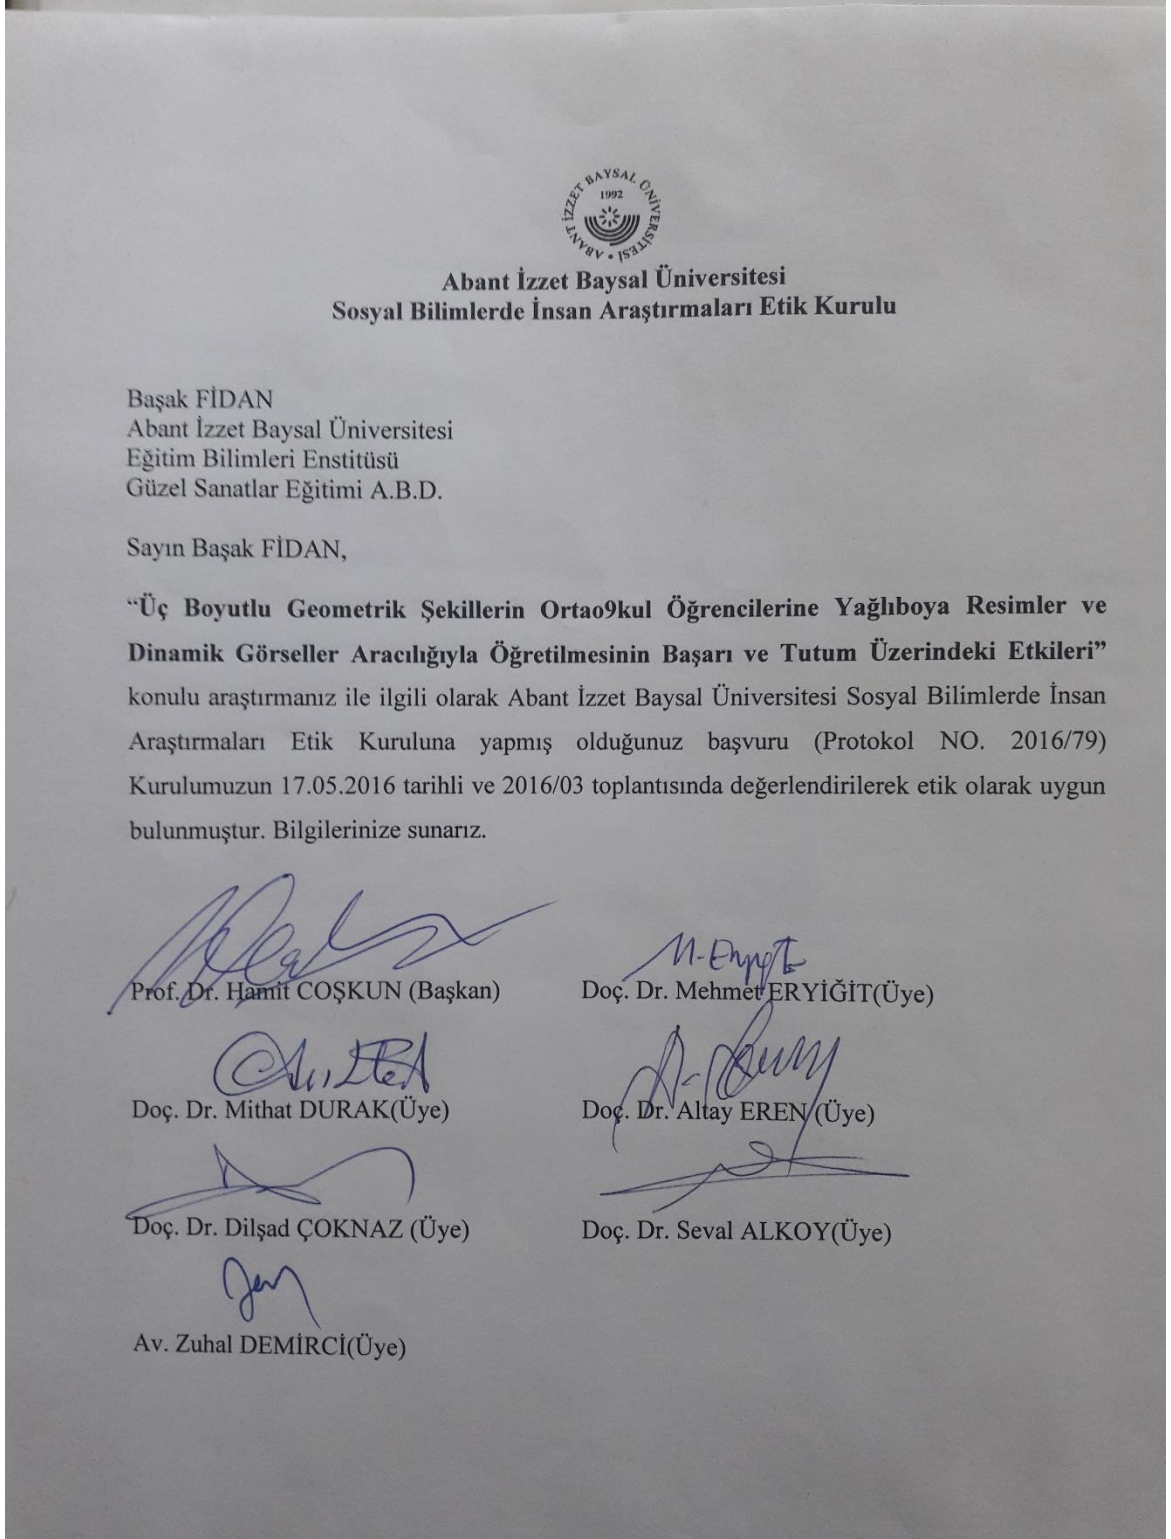 ABANT İZZET BAYSAL ÜNİVERSİTESİ
1992
Abant İzzet Baysal Üniversitesi
Sosyal Bilimlerde İnsan Araştırmaları Etik Kurulu
Başak FİDAN
Abant İzzet Baysal Üniversitesi
Eğitim Bilimleri Enstitüsü
Güzel Sanatlar Eğitimi A.B.D.
Sayın Başak FİDAN,
“Üç Boyutlu Geometrik Şekillerin Ortao9kul Öğrencilerine Yağlıboya Resimler ve
Dinamik Görseller Aracılığıyla Öğretilmesinin Başarı ve Tutum Üzerindeki Etkileri”
konulu araştırmanız ile ilgili olarak Abant İzzet Baysal Üniversitesi Sosyal Bilimlerde İnsan
Araştırmaları Etik Kuruluna yapmış olduğunuz başvuru (Protokol NO. 2016/79)
Kurulumuzun 17.05.2016 tarihli ve 2016/03 toplantısında değerlendirilerek etik olarak uygun
bulunmuştur. Bilgilerinize sunarız.
Prof. Dr. Hamit COŞKUN (Başkan) Doç. Dr. Mehmet ERYİĞİT(Üye)
Doç. Dr. Mithat DURAK(Üye) Doç. Dr. Altay EREN (Üye)
Doç. Dr. Dilşad ÇOKNAZ (Üye) Doç. Dr. Seval ALKOY(Üye)
Av. Zuhal DEMİRCİ(Üye)